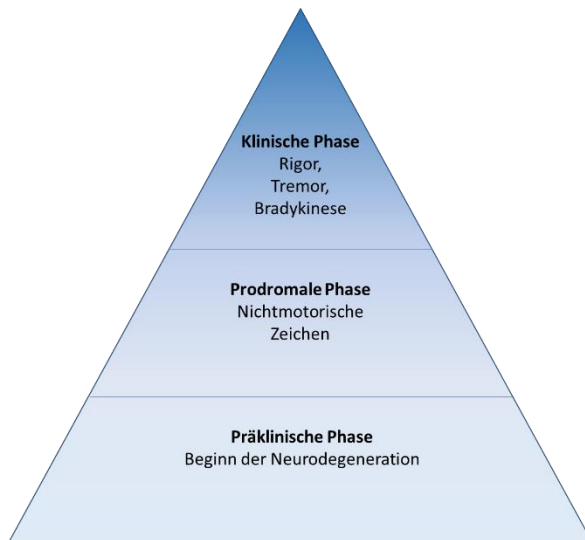 Klinische Phase
Rigor,
Tremor,
Bradykinese
Prodromale Phase
Nichtmotorische
Zeichen
Präklinische Phase
Beginn der Neurodegeneration